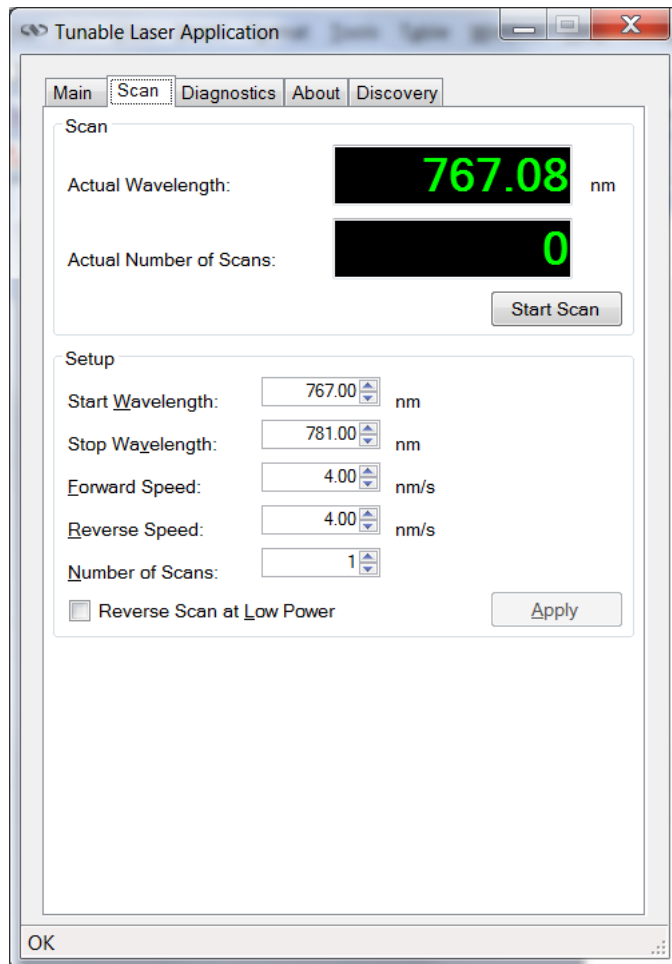 Tunable Laser Application
Main Scan Diagnostics About Discovery
Scan
Actual Wavelength: 767.08 nm
Actual Number of Scans: 0
Start Scan
Setup
Start Wavelength: 767.00 nm
Stop Wavelength: 781.00 nm
Forward Speed: 4.00 nm/s
Reverse Speed: 4.00 nm/s
Number of Scans: 1
Reverse Scan at Low Power Apply
OK